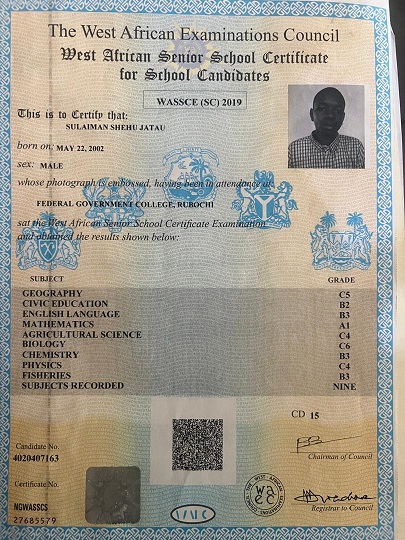 The West African Examinations Council
West African Senior School Certificate
for School Candidates
WASSCE (SC) 2019
This is to Certify that:
SULAIMAN SHEHU JATAU
born on: MAY 22, 2002
sex: MALE
whose photograph is embossed, having been in attendance at
FEDERAL GOVERNMENT COLLEGE, RUBOCHI
sat the West African Senior School Certificate Examination
and obtained the results shown below:
SUBJECT GRADE
GEOGRAPHY C5
CIVIC EDUCATION B2
ENGLISH LANGUAGE B3
MATHEMATICS A1
AGRICULTURAL SCIENCE C4
BIOLOGY C6
CHEMISTRY B3
PHYSICS C4
FISHERIES B3
SUBJECTS RECORDED NINE
CD 15
Candidate No.
4020407163
Chairman of Council
Certificate No.
NGWASSCS
27685579
waec
Registrar to Council